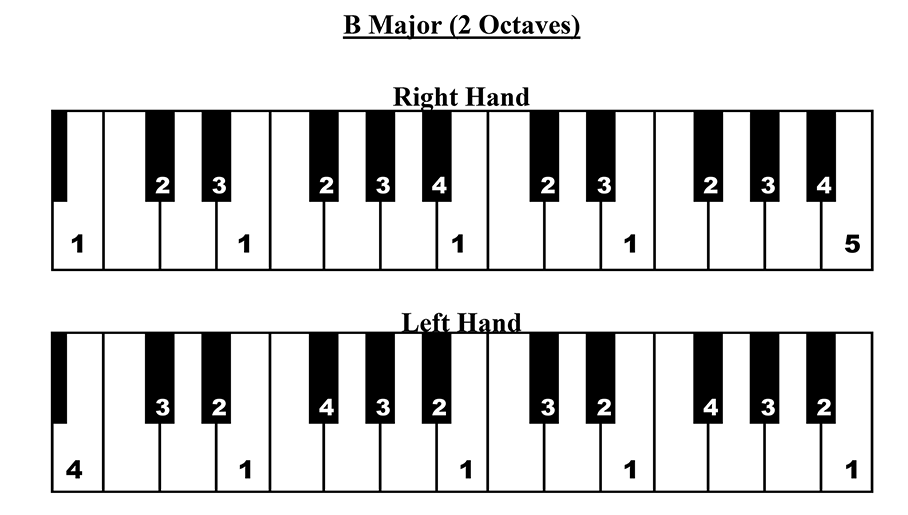 B Major (2 Octaves)
Right Hand
2 3 2 3 4 2 3 2 3 4
1 1 1 1 5
Left Hand
3 2 4 3 2 3 2 4 3 2
4 1 1 1 1